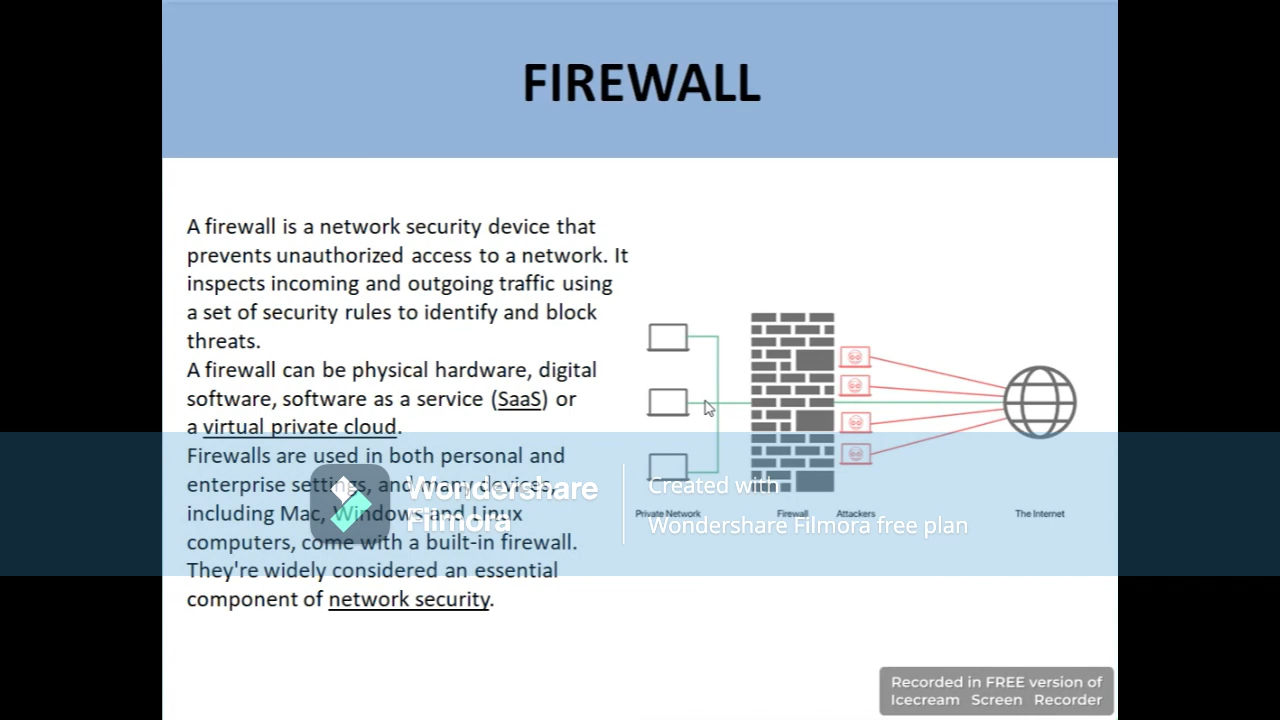 FIREWALL
A firewall is a network security device that
prevents unauthorized access to a network. It
inspects incoming and outgoing traffic using
a set of security rules to identify and block
threats.
A firewall can be physical hardware, digital
software, software as a service (SaaS) or
a virtual private cloud.
Firewalls are used in both personal and
enterprise settings, and many devices,
including Mac, Windows and Linux
computers, come with a built-in firewall.
They're widely considered an essential
component of network security.
Private Network
Firewall
Attackers
The Internet
Wondershare
Filmora
Created with
Wondershare Filmora free plan
Recorded in FREE version of
Icecream Screen Recorder